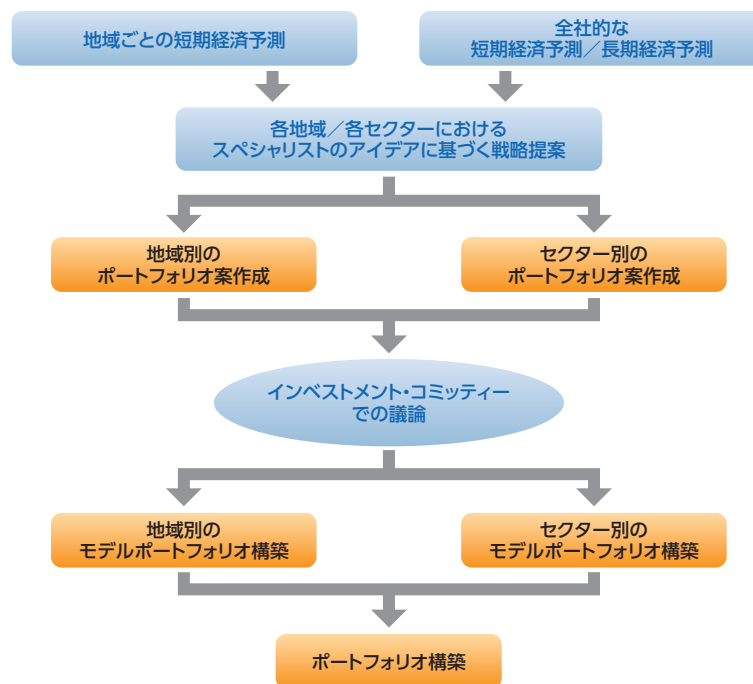 地域ごとの短期経済予測
全社的な
短期経済予測／長期経済予測
各地域／各セクターにおける
スペシャリストのアイデアに基づく戦略提案
地域別の
ポートフォリオ案作成
セクター別の
ポートフォリオ案作成
インベストメント・コミッティー
での議論
地域別の
モデルポートフォリオ構築
セクター別の
モデルポートフォリオ構築
ポートフォリオ構築